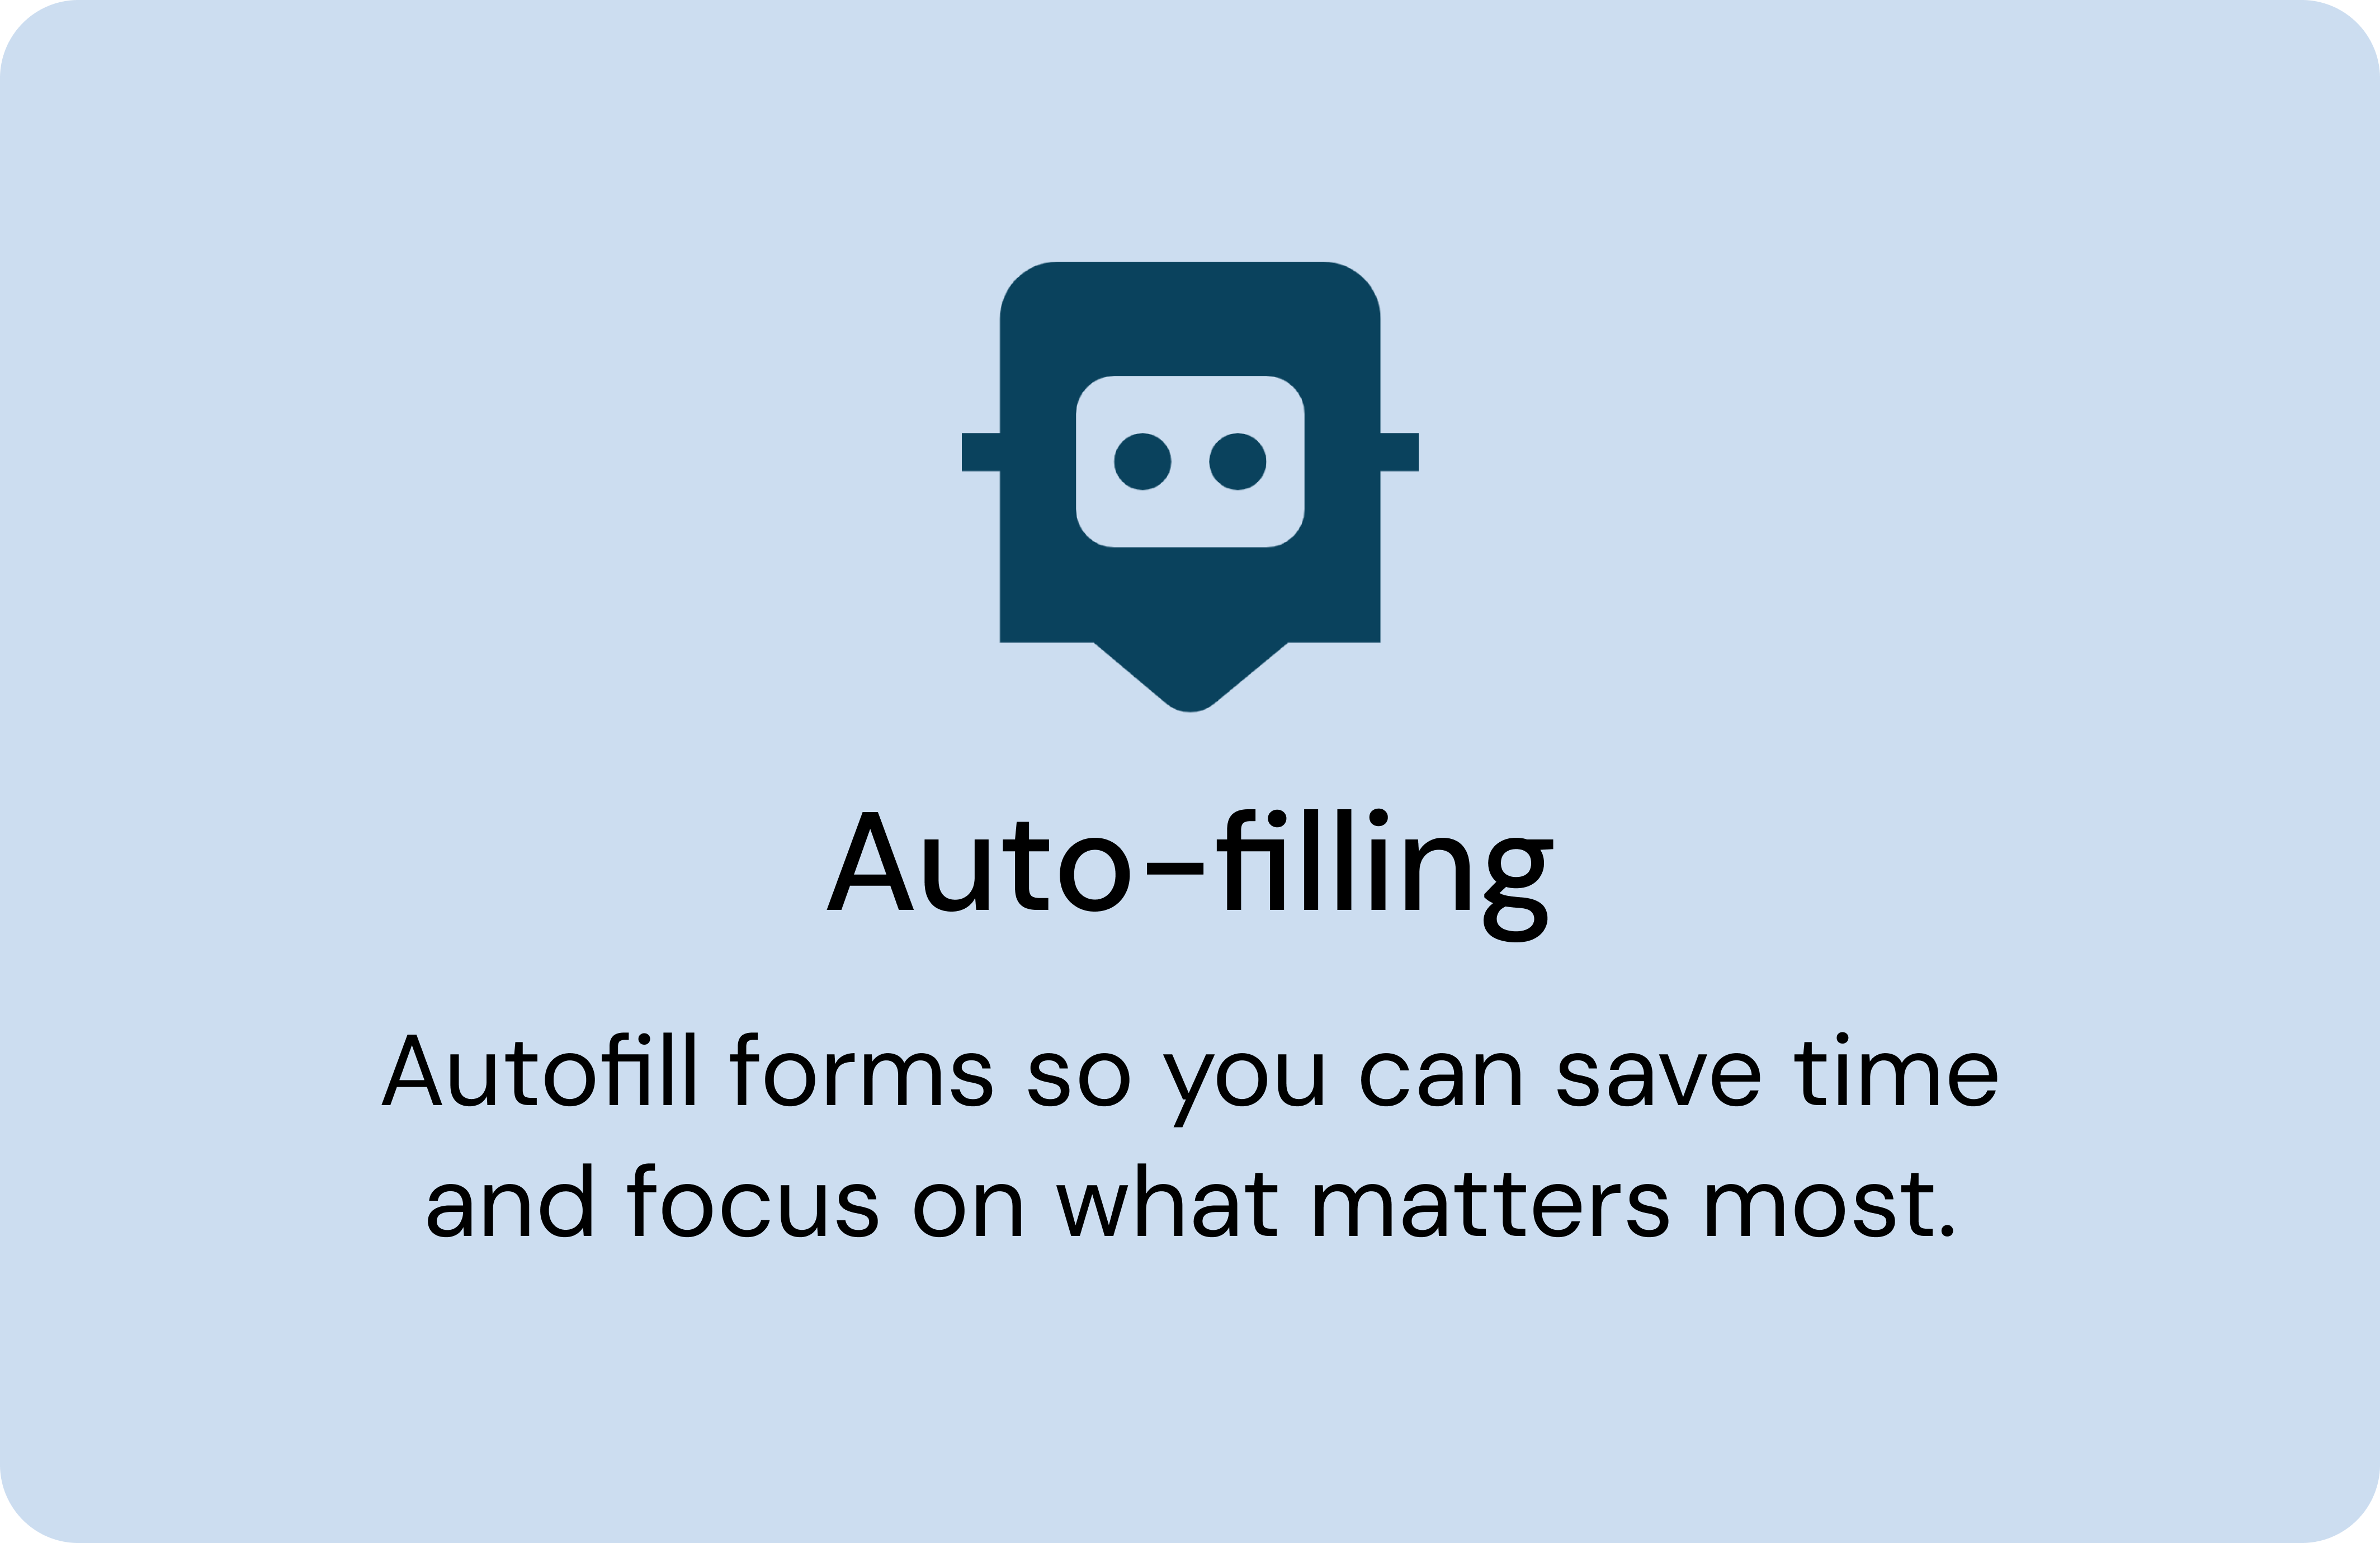 Auto-filling
Autofill forms so you can save time
and focus on what matters most.